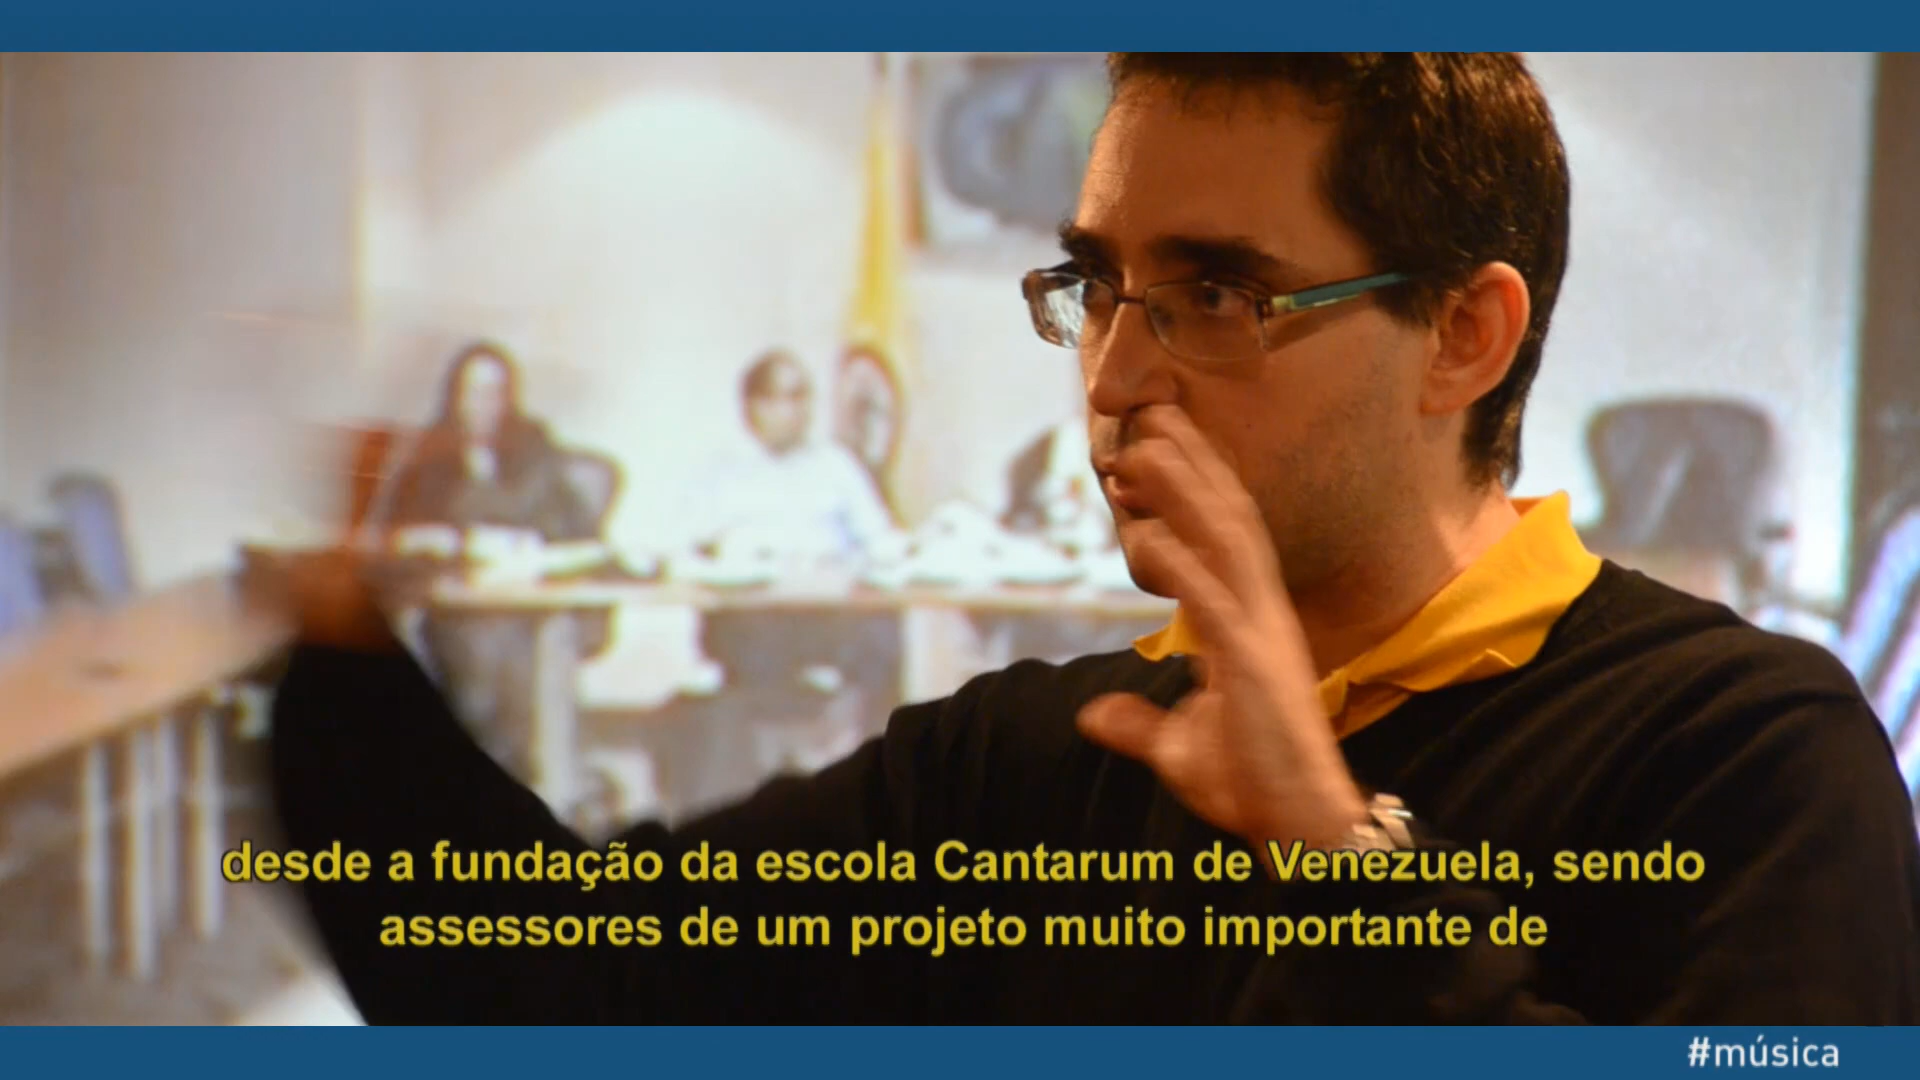 desde a fundação da escola Cantarum de Venezuela, sendo
assessores de um projeto muito importante de
#música